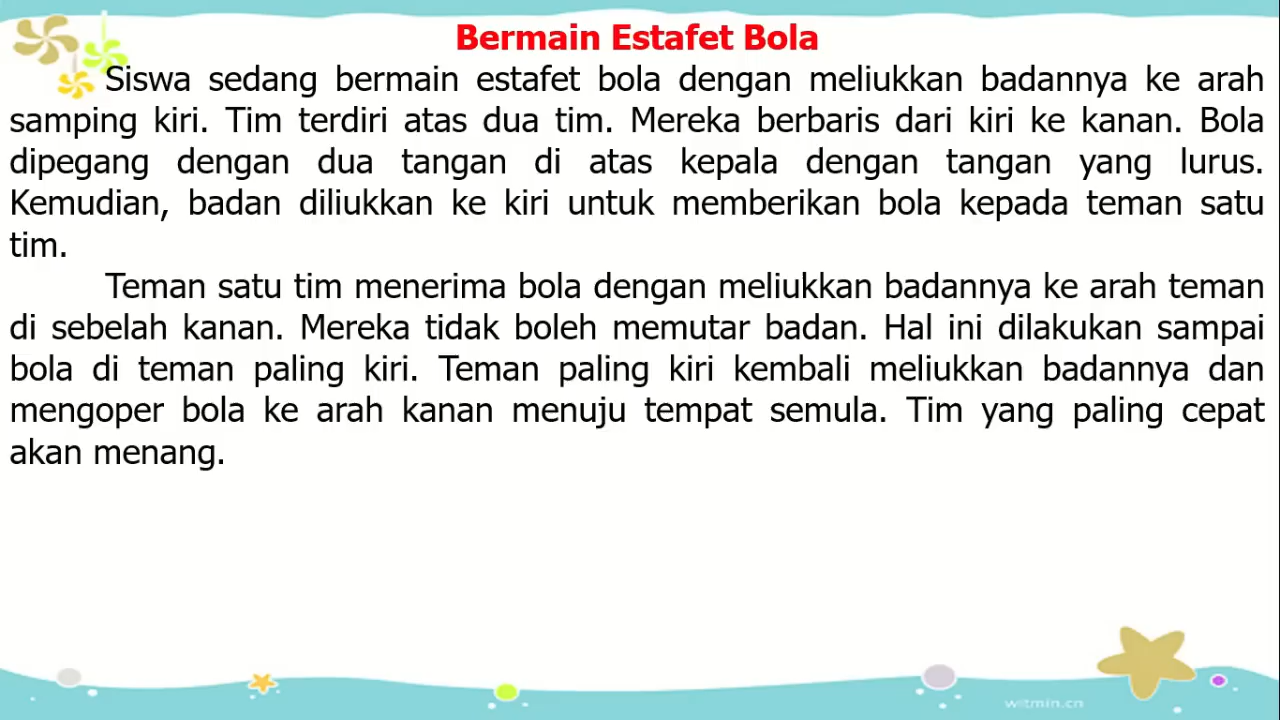 Bermain Estafet Bola
Siswa sedang bermain estafet bola dengan meliukkan badannya ke arah
samping kiri. Tim terdiri atas dua tim. Mereka berbaris dari kiri ke kanan. Bola
dipegang dengan dua tangan di atas kepala dengan tangan yang lurus.
Kemudian, badan diliukkan ke kiri untuk memberikan bola kepada teman satu
tim.
Teman satu tim menerima bola dengan meliukkan badannya ke arah teman
di sebelah kanan. Mereka tidak boleh memutar badan. Hal ini dilakukan sampai
bola di teman paling kiri. Teman paling kiri kembali meliukkan badannya dan
mengoper bola ke arah kanan menuju tempat semula. Tim yang paling cepat
akan menang.
witmin.cn